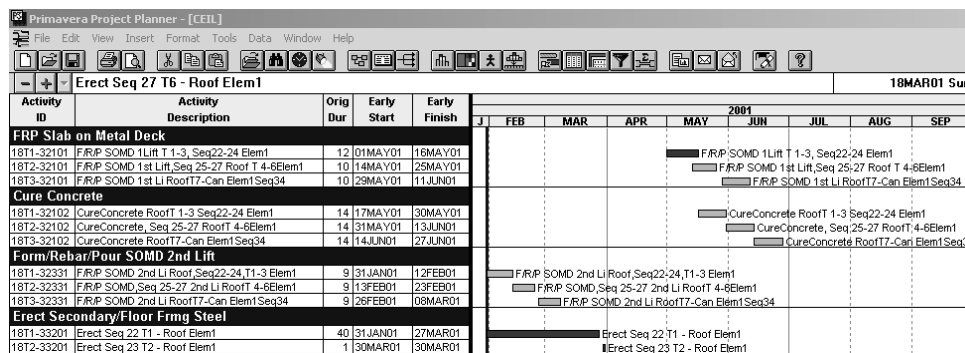 Primavera Project Planner - [CEIL]
File Edit View Insert Format Tools Data Window Help
Erect Seq 27 T6 - Roof Elem1 18MAR01 Sun
Activity Activity Orig Early Early 2001
ID Description Dur Start Finish J FEB MAR APR MAY JUN JUL AUG SEP
FRP Slab on Metal Deck
18T1-32101 F/R/P SOMD 1Lift T 1-3, Seq22-24 Elem1 12 01MAY01 16MAY01 F/R/P SOMD 1Lift T 1-3, Seq22-24 Elem1
18T2-32101 F/R/P SOMD 1st Lift,Seq 25-27 Roof T 4-6Elem1 10 14MAY01 25MAY01 F/R/P SOMD 1st Lift,Seq 25-27 Roof T 4-6Elem1
18T3-32101 F/R/P SOMD 1st Li RoofT7-Can Elem1Seq34 10 29MAY01 11JUN01 F/R/P SOMD 1st Li RoofT7-Can Elem1Seq34
Cure Concrete
18T1-32102 CureConcrete RoofT 1-3 Seq22-24 Elem1 14 17MAY01 30MAY01 CureConcrete RoofT 1-3 Seq22-24 Elem1
18T2-32102 CureConcrete, Seq 25-27 RoofT 4-6Elem1 14 31MAY01 13JUN01 CureConcrete, Seq 25-27 RoofT 4-6Elem1
18T3-32102 CureConcrete RoofT7-Can Elem1Seq34 14 14JUN01 27JUN01 CureConcrete RoofT7-Can Elem1Seq3
Form/Rebar/Pour SOMD 2nd Lift
18T1-32331 F/R/P SOMD 2nd Li Roof,Seq22-24,T1-3 Elem1 9 31JAN01 12FEB01 F/R/P SOMD 2nd Li Roof,Seq22-24,T1-3 Elem1
18T2-32331 F/R/P SOMD,Seq 25-27 2nd Li RoofT 4-6Elem1 9 13FEB01 23FEB01 F/R/P SOMD,Seq 25-27 2nd Li RoofT 4-6Elem1
18T3-32331 F/R/P SOMD 2nd Li RoofT7-Can Elem1Seq34 9 26FEB01 08MAR01 F/R/P SOMD 2nd Li RoofT7-Can Elem1Seq34
Erect Secondary/Floor Frmg Steel
18T1-33201 Erect Seq 22 T1 - Roof Elem1 40 31JAN01 27MAR01 Erect Seq 22 T1 - Roof Elem1
18T2-33201 Erect Seq 23 T2 - Roof Elem1 1 30MAR01 30MAR01 Erect Seq 23 T2 - Roof Elem1